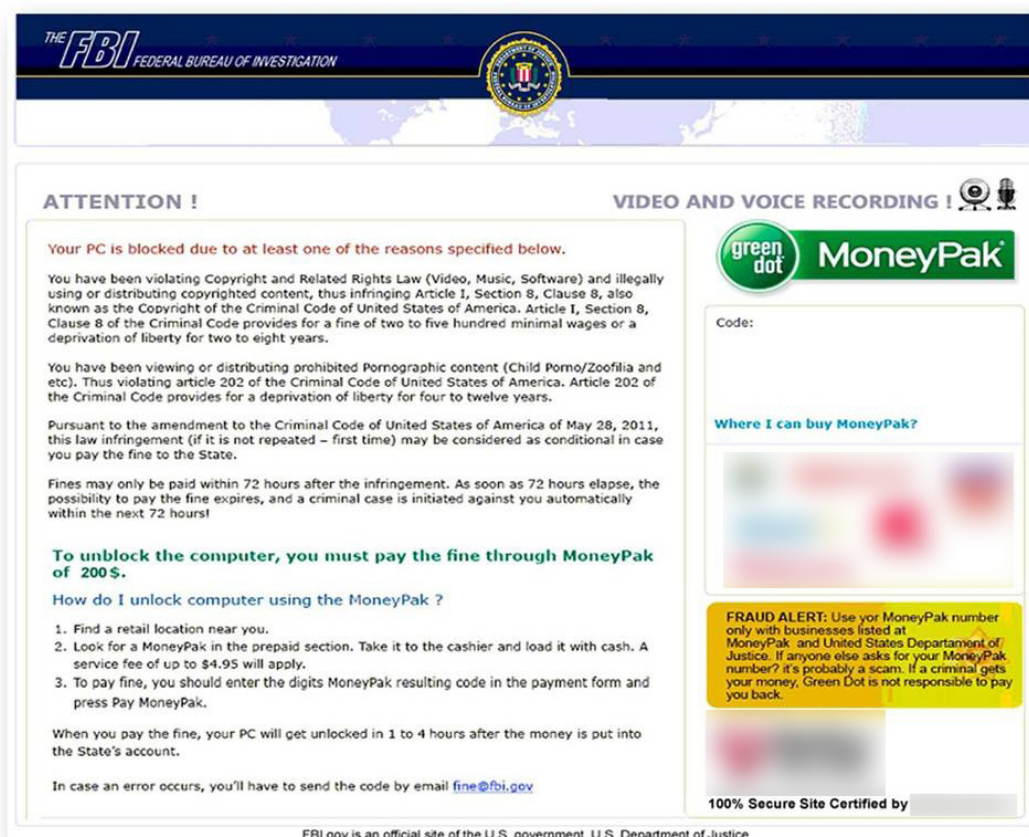 THE FBI FEDERAL BUREAU OF INVESTIGATION
ATTENTION !
VIDEO AND VOICE RECORDING !
Your PC is blocked due to at least one of the reasons specified below.
You have been violating Copyright and Related Rights Law (Video, Music, Software) and illegally
using or distributing copyrighted content, thus infringing Article I, Section 8, Clause 8, also
known as the Copyright of the Criminal Code of United States of America. Article I, Section 8,
Clause 8 of the Criminal Code provides for a fine of two to five hundred minimal wages or a
deprivation of liberty for two to eight years.
You have been viewing or distributing prohibited Pornographic content (Child Porno/Zoofilia and
etc). Thus violating article 202 of the Criminal Code of United States of America. Article 202 of
the Criminal Code provides for a deprivation of liberty for four to twelve years.
Pursuant to the amendment to the Criminal Code of United States of America of May 28, 2011,
this law infringement (if it is not repeated – first time) may be considered as conditional in case
you pay the fine to the State.
Fines may only be paid within 72 hours after the infringement. As soon as 72 hours elapse, the
possibility to pay the fine expires, and a criminal case is initiated against you automatically
within the next 72 hours!
To unblock the computer, you must pay the fine through MoneyPak
of 200$.
How do I unlock computer using the MoneyPak ?
1. Find a retail location near you.
2. Look for a MoneyPak in the prepaid section. Take it to the cashier and load it with cash. A
service fee of up to $4.95 will apply.
3. To pay fine, you should enter the digits MoneyPak resulting code in the payment form and
press Pay MoneyPak.
When you pay the fine, your PC will get unlocked in 1 to 4 hours after the money is put into
the State's account.
In case an error occurs, you'll have to send the code by email fine@fbi.gov
green
dot MoneyPak
Code:
Where I can buy MoneyPak?
FRAUD ALERT: Use yor MoneyPak number
only with businesses listed at
MoneyPak and United States Departament of
Justice. If anyone else asks for your MoneyPak
number? it's probably a scam. If a criminal gets
your money, Green Dot is not responsible to pay
you back.
100% Secure Site Certified by
FBI.gov is an official site of the U.S. government, U.S. Department of Justice